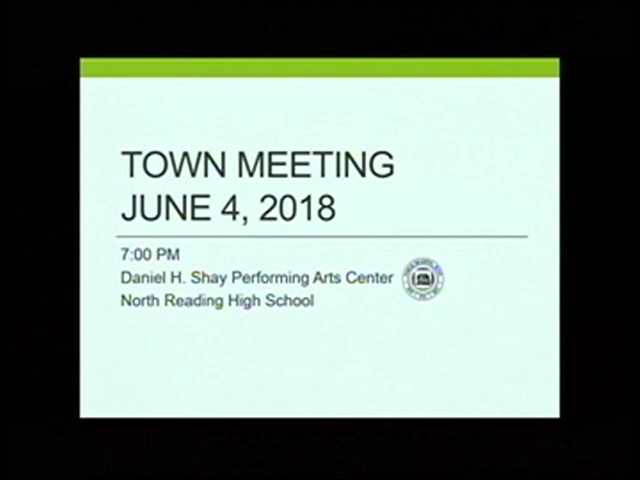 TOWN MEETING
JUNE 4, 2018
7:00 PM
Daniel H. Shay Performing Arts Center
North Reading High School